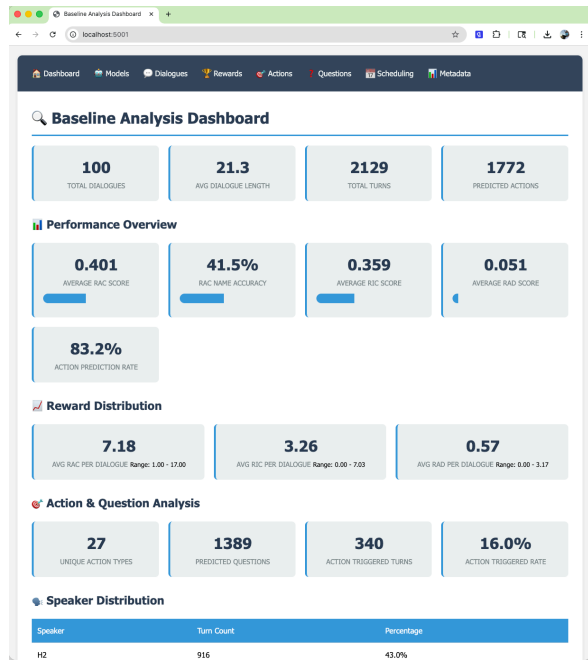 Baseline Analysis Dashboard
localhost:5001
Dashboard Models Dialogues Rewards Actions Questions Scheduling Metadata
Baseline Analysis Dashboard
100 21.3 2129 1772
TOTAL DIALOGUES AVG DIALOGUE LENGTH TOTAL TURNS PREDICTED ACTIONS
Performance Overview
0.401 41.5% 0.359 0.051
AVERAGE RAC SCORE RAC NAME ACCURACY AVERAGE RIC SCORE AVERAGE RAD SCORE
83.2%
ACTION PREDICTION RATE
Reward Distribution
7.18 3.26 0.57
AVG RAC PER DIALOGUE Range: 1.00 - 17.00 AVG RIC PER DIALOGUE Range: 0.00 - 7.03 AVG RAD PER DIALOGUE Range: 0.00 - 3.17
Action & Question Analysis
27 1389 340 16.0%
UNIQUE ACTION TYPES PREDICTED QUESTIONS ACTION TRIGGERED TURNS ACTION TRIGGERED RATE
Speaker Distribution
Speaker Turn Count Percentage
H2 916 43.0%